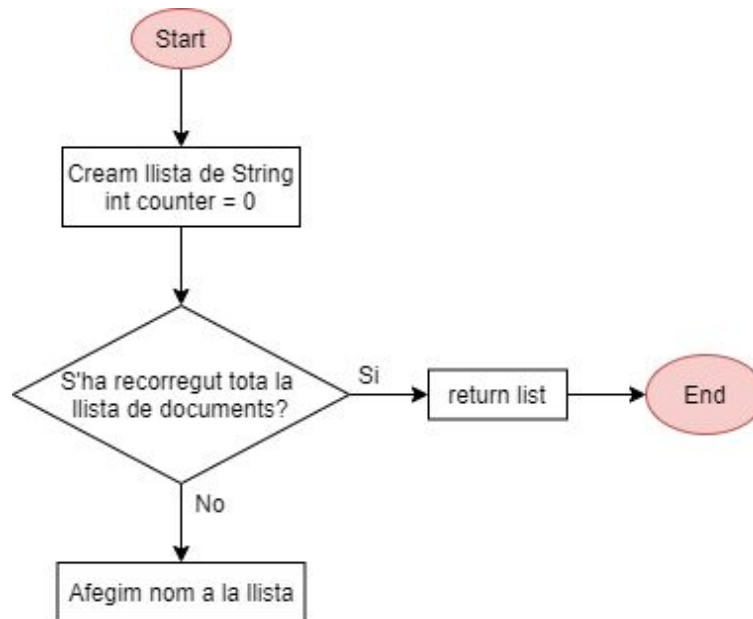 Start
Cream llista de String
int counter = 0
S'ha recorregut tota la
llista de documents?
Si
return list
End
No
Afegim nom a la llista